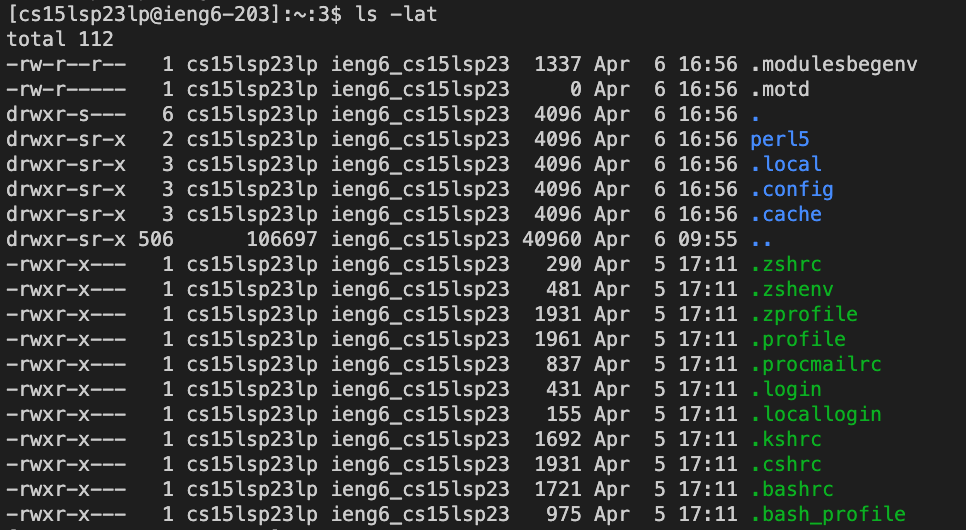 [cs15lsp23lp@ieng6-203]:~:3$ ls -lat
total 112
-rw-r--r--   1 cs15lsp23lp ieng6_cs15lsp23  1337 Apr  6 16:56 .modulesbegenv
-rw-r-----   1 cs15lsp23lp ieng6_cs15lsp23     0 Apr  6 16:56 .motd
drwxr-s---   6 cs15lsp23lp ieng6_cs15lsp23  4096 Apr  6 16:56 .
drwxr-sr-x   2 cs15lsp23lp ieng6_cs15lsp23  4096 Apr  6 16:56 perl5
drwxr-sr-x   3 cs15lsp23lp ieng6_cs15lsp23  4096 Apr  6 16:56 .local
drwxr-sr-x   3 cs15lsp23lp ieng6_cs15lsp23  4096 Apr  6 16:56 .config
drwxr-sr-x   3 cs15lsp23lp ieng6_cs15lsp23  4096 Apr  6 16:56 .cache
drwxr-sr-x 506      106697 ieng6_cs15lsp23 40960 Apr  6 09:55 ..
-rwxr-x---   1 cs15lsp23lp ieng6_cs15lsp23   290 Apr  5 17:11 .zshrc
-rwxr-x---   1 cs15lsp23lp ieng6_cs15lsp23   481 Apr  5 17:11 .zshenv
-rwxr-x---   1 cs15lsp23lp ieng6_cs15lsp23  1931 Apr  5 17:11 .zprofile
-rwxr-x---   1 cs15lsp23lp ieng6_cs15lsp23  1961 Apr  5 17:11 .profile
-rwxr-x---   1 cs15lsp23lp ieng6_cs15lsp23   837 Apr  5 17:11 .procmailrc
-rwxr-x---   1 cs15lsp23lp ieng6_cs15lsp23   431 Apr  5 17:11 .login
-rwxr-x---   1 cs15lsp23lp ieng6_cs15lsp23   155 Apr  5 17:11 .locallogin
-rwxr-x---   1 cs15lsp23lp ieng6_cs15lsp23  1692 Apr  5 17:11 .kshrc
-rwxr-x---   1 cs15lsp23lp ieng6_cs15lsp23  1931 Apr  5 17:11 .cshrc
-rwxr-x---   1 cs15lsp23lp ieng6_cs15lsp23  1721 Apr  5 17:11 .bashrc
-rwxr-x---   1 cs15lsp23lp ieng6_cs15lsp23   975 Apr  5 17:11 .bash_profile